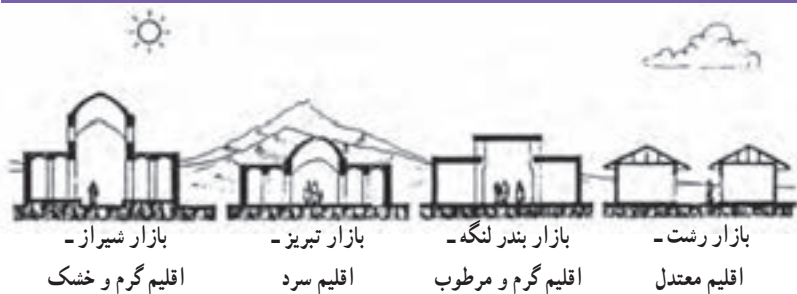 بازار رشت ـ بازار بندر لنگه ـ بازار تبریز ـ بازار شیراز ـ
اقلیم معتدل اقلیم گرم و مرطوب اقلیم سرد اقلیم گرم و خشک